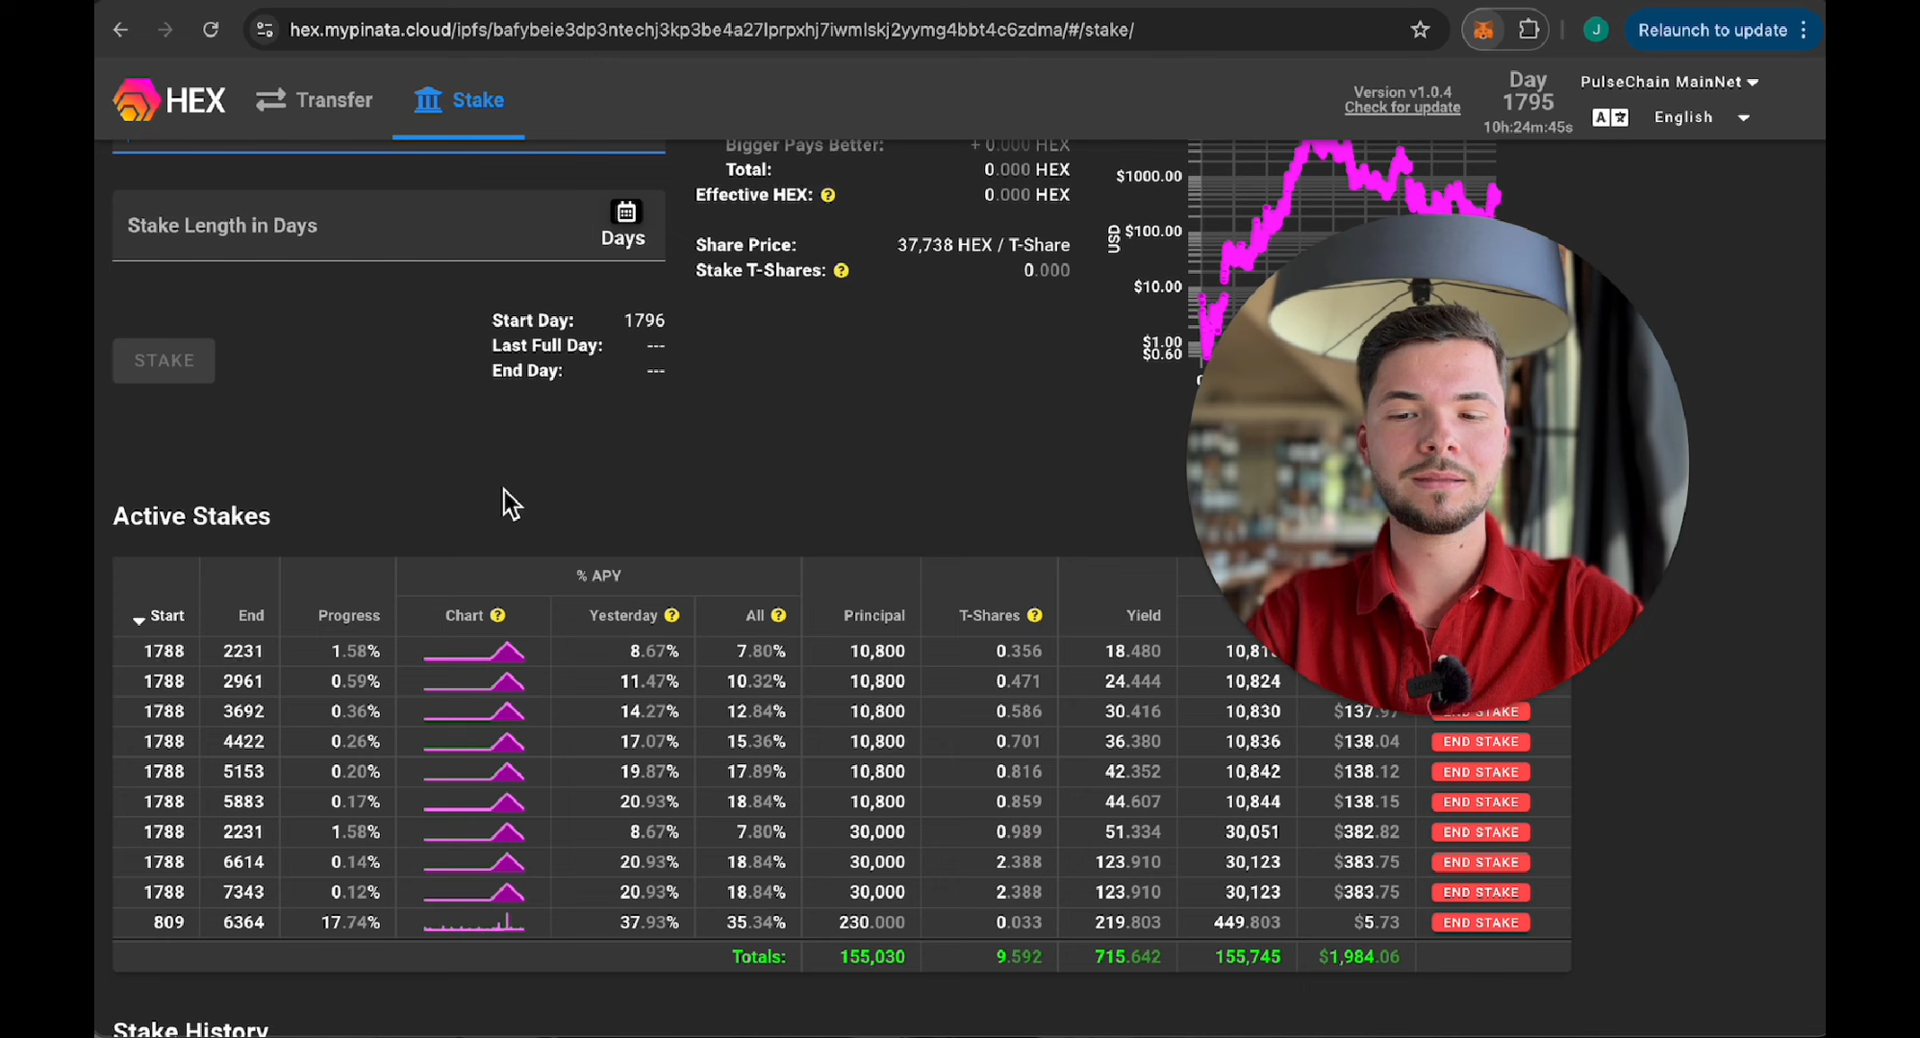 hex.mypinata.cloud/ipfs/bafybeie3dp3ntechj3kp3be4a27lprpxhj7iwmlskj2yymg4bbt4c6zdma/#/stake/
J
Relaunch to update
HEX
Transfer
Stake
Version v1.0.4
Check for update
Day
1795
10h:24m:45s
PulseChain MainNet
English
Bigger Pays Better: + 0.000 HEX
Total: 0.000 HEX
Effective HEX: ? 0.000 HEX
Share Price: 37,738 HEX / T-Share
Stake T-Shares: ? 0.000
Stake Length in Days
Days
Start Day: 1796
Last Full Day: ---
End Day: ---
STAKE
USD
$1000.00
$100.00
$10.00
$1.00
$0.60
Active Stakes
% APY
Start End Progress Chart ? Yesterday ? All ? Principal T-Shares ? Yield
1788 2231 1.58% 8.67% 7.80% 10,800 0.356 18.480
1788 2961 0.59% 11.47% 10.32% 10,800 0.471 24.444 10,824
1788 3692 0.36% 14.27% 12.84% 10,800 0.586 30.416 10,830 $137.97 END STAKE
1788 4422 0.26% 17.07% 15.36% 10,800 0.701 36.380 10,836 $138.04 END STAKE
1788 5153 0.20% 19.87% 17.89% 10,800 0.816 42.352 10,842 $138.12 END STAKE
1788 5883 0.17% 20.93% 18.84% 10,800 0.859 44.607 10,844 $138.15 END STAKE
1788 2231 1.58% 8.67% 7.80% 30,000 0.989 51.334 30,051 $382.82 END STAKE
1788 6614 0.14% 20.93% 18.84% 30,000 2.388 123.910 30,123 $383.75 END STAKE
1788 7343 0.12% 20.93% 18.84% 30,000 2.388 123.910 30,123 $383.75 END STAKE
809 6364 17.74% 37.93% 35.34% 230.000 0.033 219.803 449.803 $5.73 END STAKE
Totals: 155,030 9.592 715.642 155,745 $1,984.06
Stake History